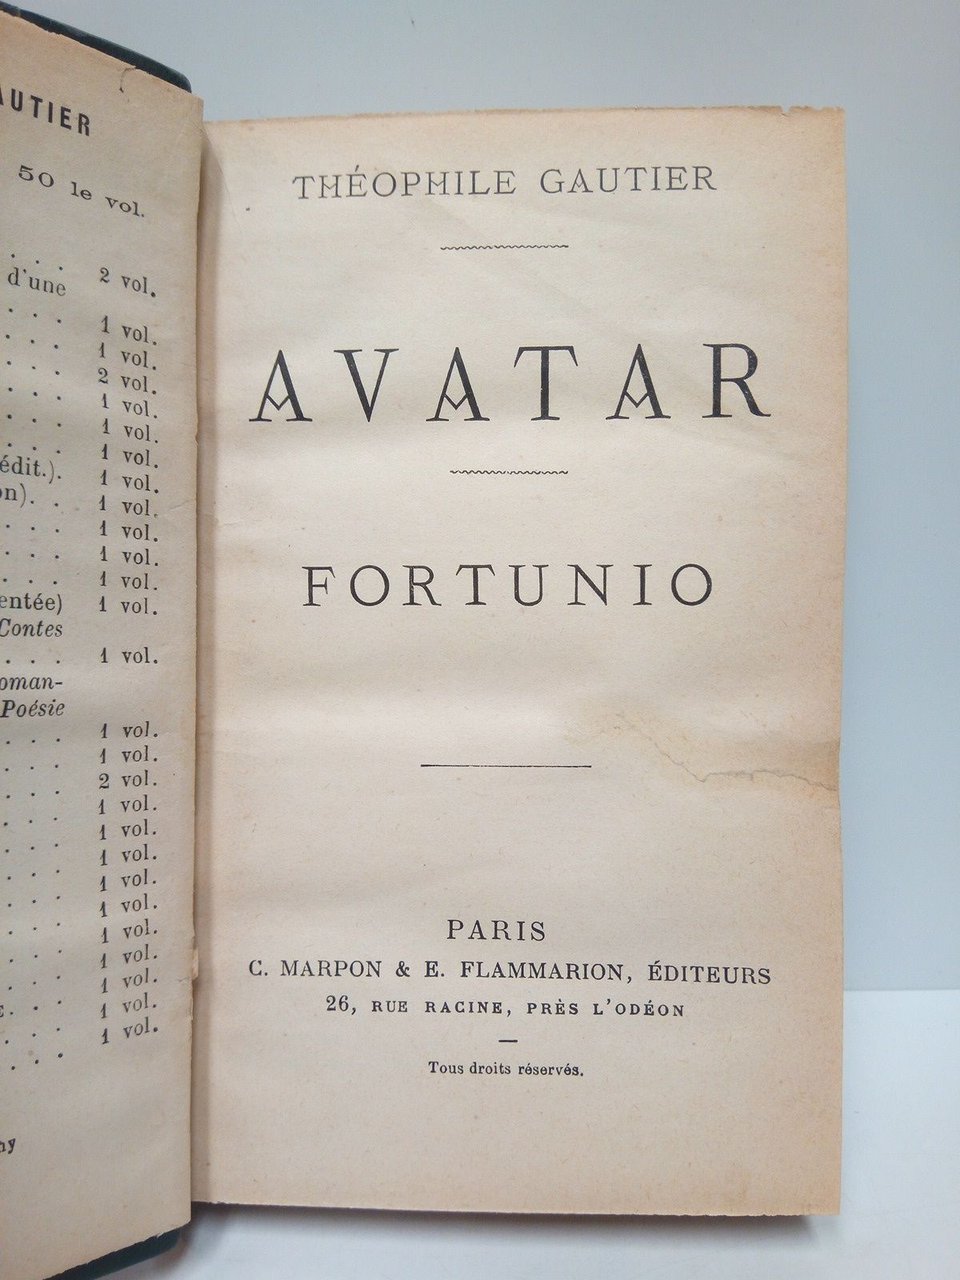 GAUTIER
50 le vol.
2 vol.
d'une
1 vol.
1 vol.
2 vol.
1 vol.
1 vol.
1 vol.
édit.). 1 vol.
1 vol.
1 vol.
1 vol.
1 vol.
1 vol.
Contes
1 vol.
Poésie
1 vol.
1 vol.
2 vol.
1 vol.
1 vol.
1 vol.
1 vol.
1 vol.
1 vol.
1 vol.
1 vol.
1 vol.
1 vol.
THÉOPHILE GAUTIER
AVATAR
FORTUNIO
PARIS
C. MARPON & E. FLAMMARION, ÉDITEURS
26, RUE RACINE, PRÈS L'ODÉON
Tous droits réservés.